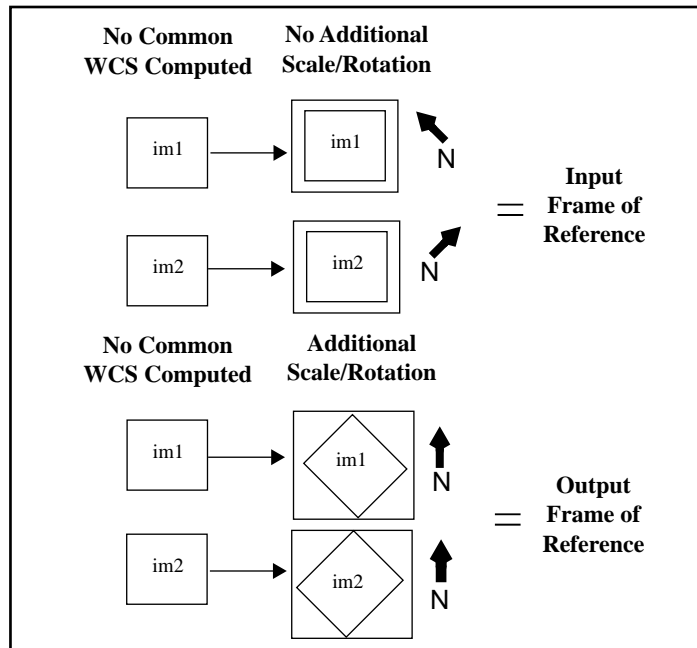 No Common
WCS Computed
No Additional
Scale/Rotation
im1
im1
N
im2
im2
N
=
Input
Frame of
Reference
No Common
WCS Computed
Additional
Scale/Rotation
im1
im1
N
im2
im2
N
=
Output
Frame of
Reference